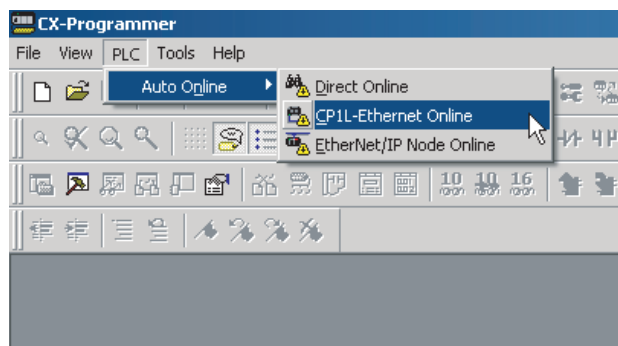 CX-Programmer
File View PLC Tools Help
Auto Online
Direct Online
CP1L-Ethernet Online
EtherNet/IP Node Online
10 10 16